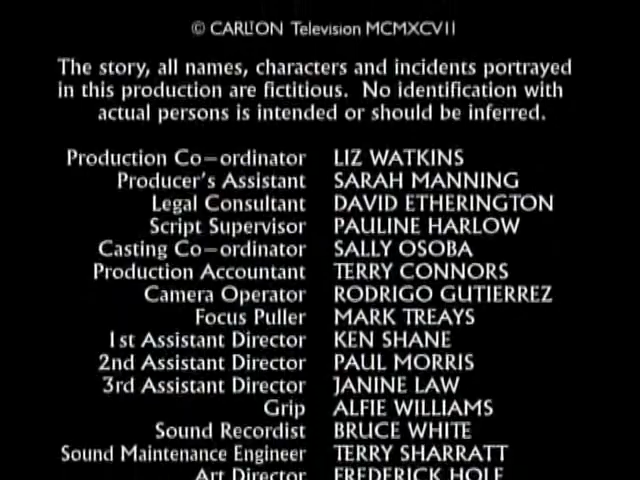 © CARLTON Television MCMXCVII
The story, all names, characters and incidents portrayed
in this production are fictitious. No identification with
actual persons is intended or should be inferred.
Production Co-ordinator LIZ WATKINS
Producer's Assistant SARAH MANNING
Legal Consultant DAVID ETHERINGTON
Script Supervisor PAULINE HARLOW
Casting Co-ordinator SALLY OSOBA
Production Accountant TERRY CONNORS
Camera Operator RODRIGO GUTIERREZ
Focus Puller MARK TREAYS
1st Assistant Director KEN SHANE
2nd Assistant Director PAUL MORRIS
3rd Assistant Director JANINE LAW
Grip ALFIE WILLIAMS
Sound Recordist BRUCE WHITE
Sound Maintenance Engineer TERRY SHARRATT
Art Director FREDERICK HOLE